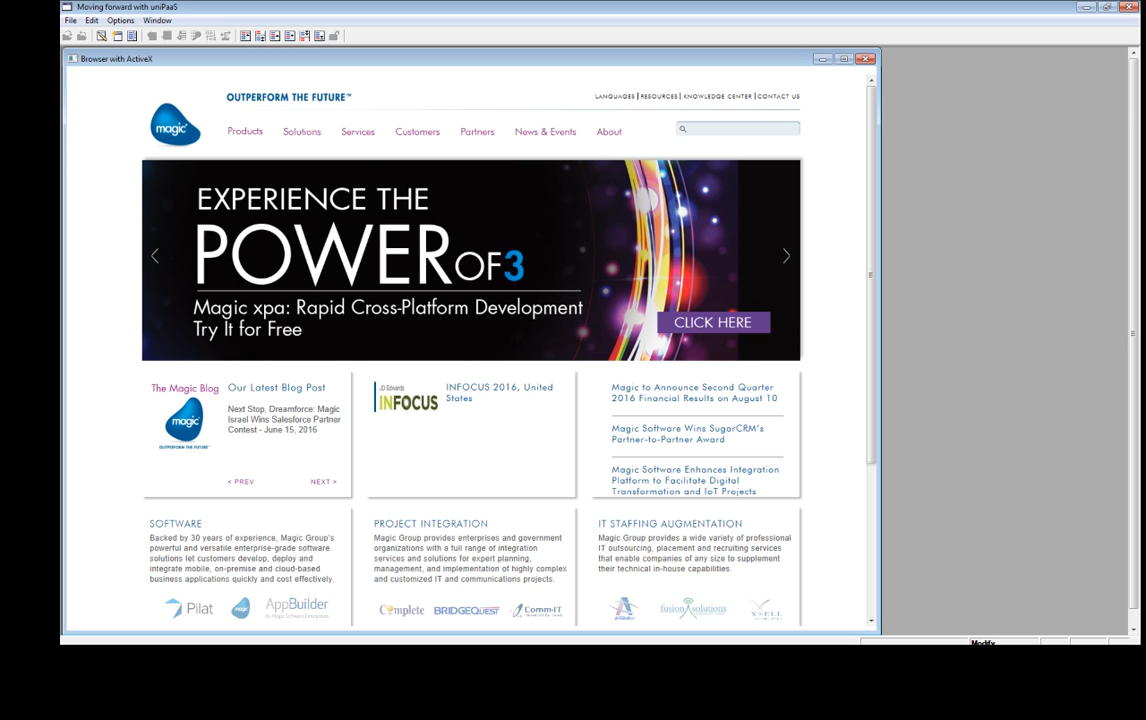 Moving forward with uniPaaS
File Edit Options Window
Browser with ActiveX
OUTPERFORM THE FUTURE™
LANGUAGES | RESOURCES | KNOWLEDGE CENTER | CONTACT US
magic
Products Solutions Services Customers Partners News & Events About
EXPERIENCE THE
POWER OF 3
Magic xpa: Rapid Cross-Platform Development
Try It for Free
CLICK HERE
The Magic Blog
magic
OUTPERFORM THE FUTURE™
Our Latest Blog Post
Next Stop, Dreamforce: Magic
Israel Wins Salesforce Partner
Contest - June 15, 2016
< PREV NEXT >
JD Edwards
INFOCUS
INFOCUS 2016, United
States
Magic to Announce Second Quarter
2016 Financial Results on August 10
Magic Software Wins SugarCRM's
Partner-to-Partner Award
Magic Software Enhances Integration
Platform to Facilitate Digital
Transformation and IoT Projects
SOFTWARE
Backed by 30 years of experience, Magic Group's
powerful and versatile enterprise-grade software
solutions let customers develop, deploy and
integrate mobile, on-premise and cloud-based
business applications quickly and cost effectively.
Pilat magic AppBuilder
PROJECT INTEGRATION
Magic Group provides enterprises and government
organizations with a full range of integration
services and solutions for expert planning,
management, and implementation of highly complex
and customized IT and communications projects.
Complete BRIDGEQUEST Comm-IT
IT STAFFING AUGMENTATION
Magic Group provides a wide variety of professional
IT outsourcing, placement and recruiting services
that enable companies of any size to supplement
their technical in-house capabilities.
fusion solutions XSELL
Modify